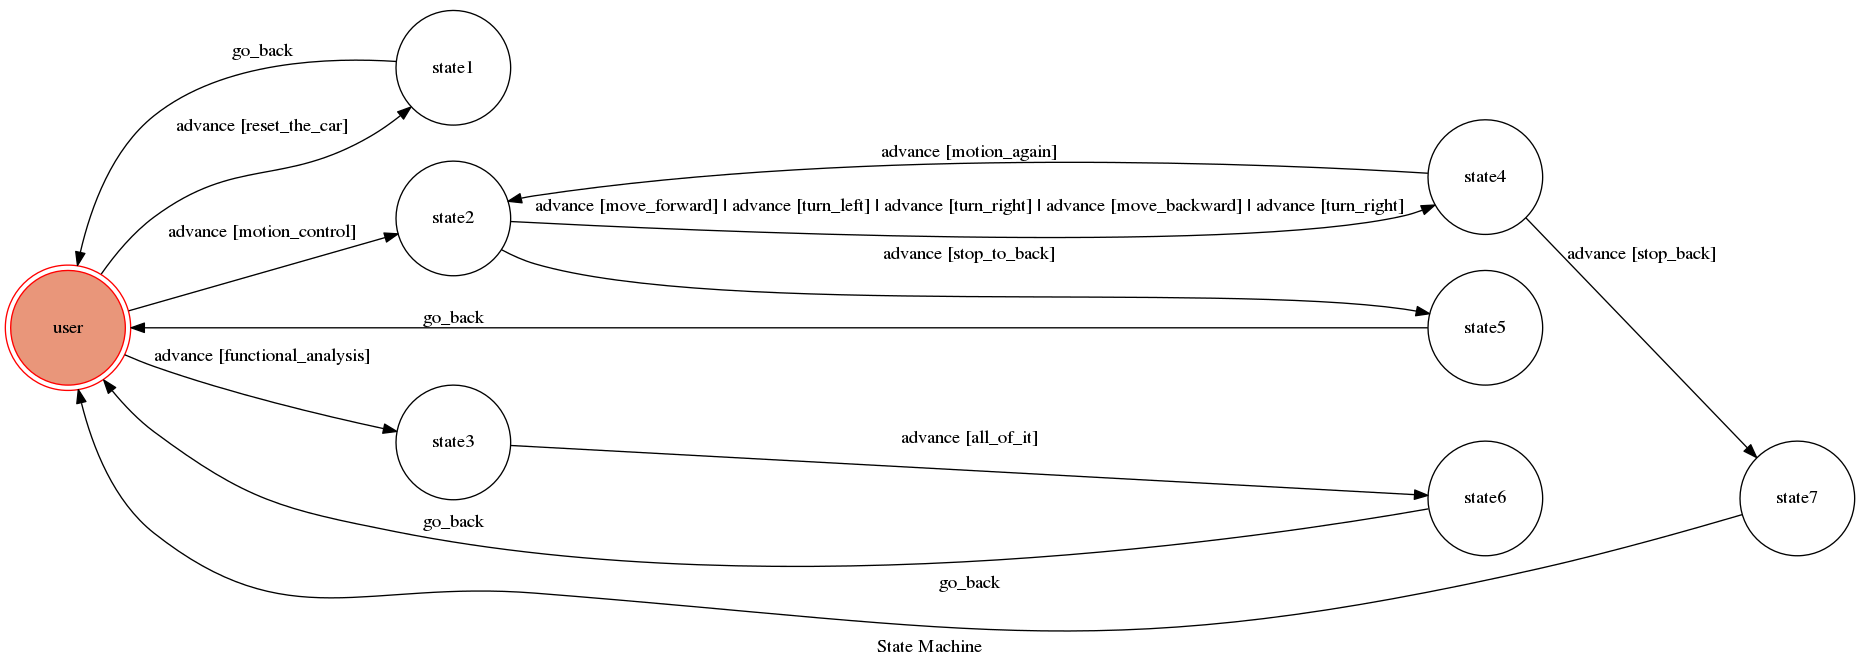 go_back
state1
advance [reset_the_car]
advance [motion_again]
state4
advance [move_forward] | advance [turn_left] | advance [turn_right] | advance [move_backward] | advance [turn_right]
state2
advance [motion_control]
advance [stop_to_back]
advance [stop_back]
go_back
user
state5
advance [functional_analysis]
advance [all_of_it]
state3
state6
state7
go_back
go_back
State Machine